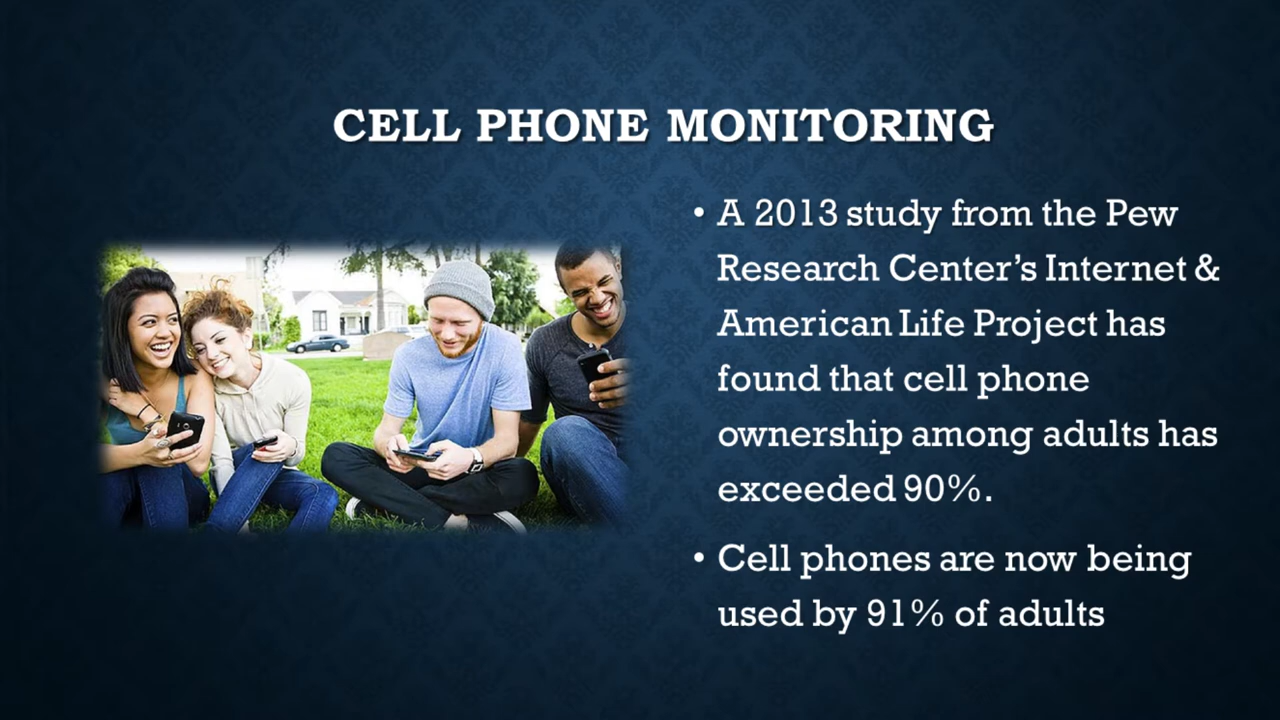 CELL PHONE MONITORING
• A 2013 study from the Pew
Research Center’s Internet &
American Life Project has
found that cell phone
ownership among adults has
exceeded 90%.
• Cell phones are now being
used by 91% of adults